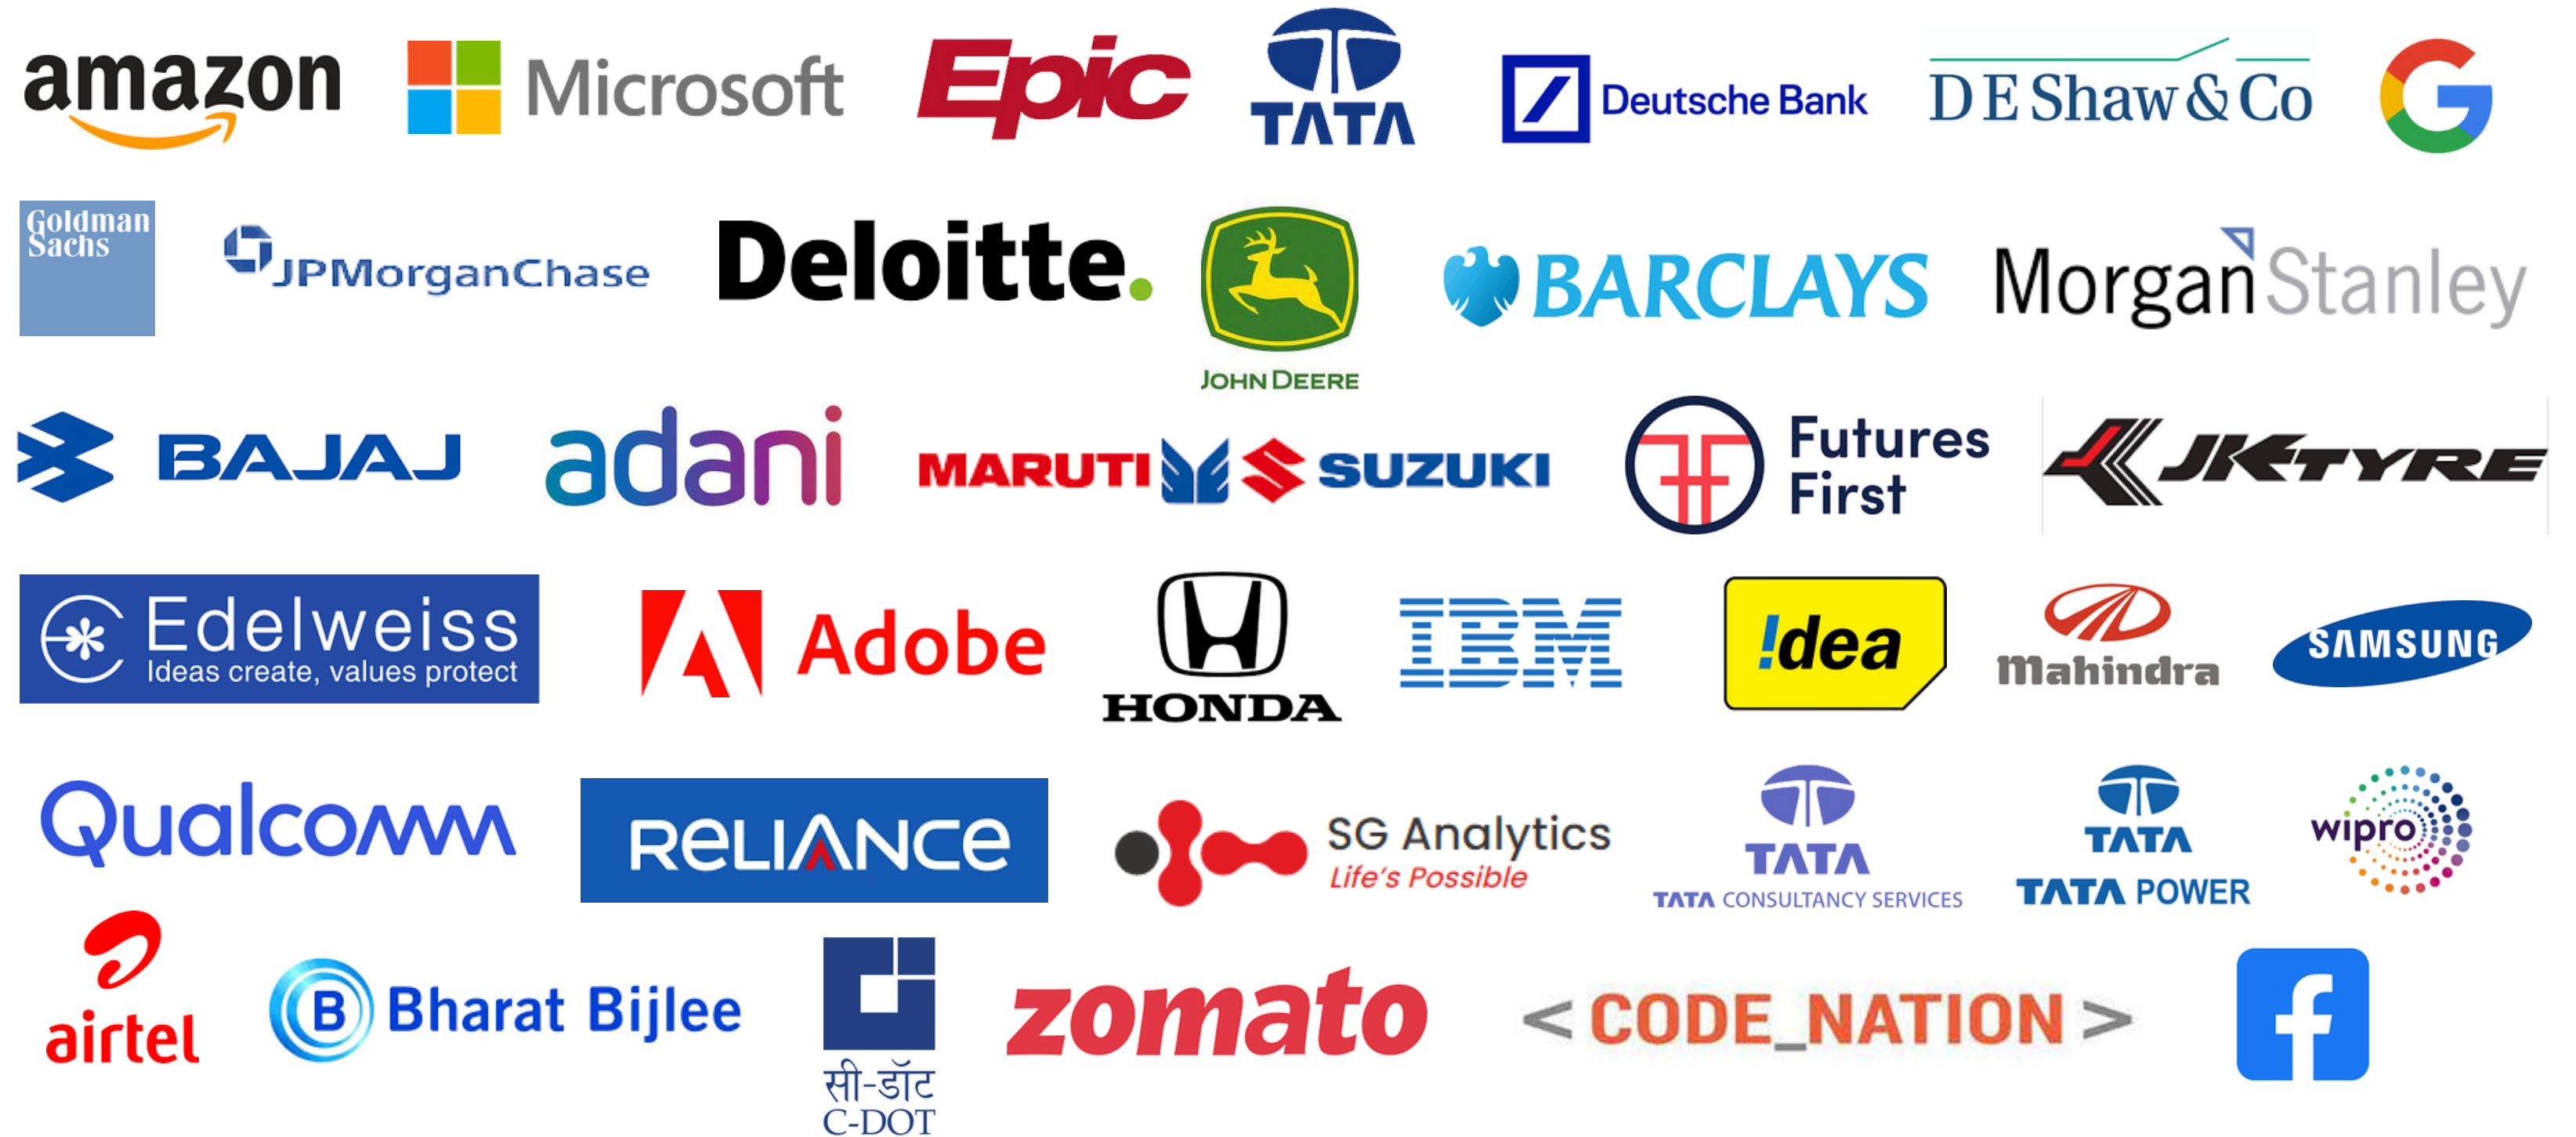 amazon
Microsoft
Epic
TATA
Deutsche Bank
D E Shaw & Co
G
Goldman
Sachs
JPMorganChase
Deloitte.
JOHN DEERE
BARCLAYS
Morgan Stanley
BAJAJ
adani
MARUTI SUZUKI
Futures
First
JK TYRE
Edelweiss
Ideas create, values protect
Adobe
HONDA
IBM
!dea
Mahindra
SAMSUNG
Qualcomm
RELIANCE
SG Analytics
Life's Possible
TATA
TATA CONSULTANCY SERVICES
TATA
TATA POWER
wipro
airtel
B Bharat Bijlee
सी-डॉट
C-DOT
zomato
< CODE_NATION >
f